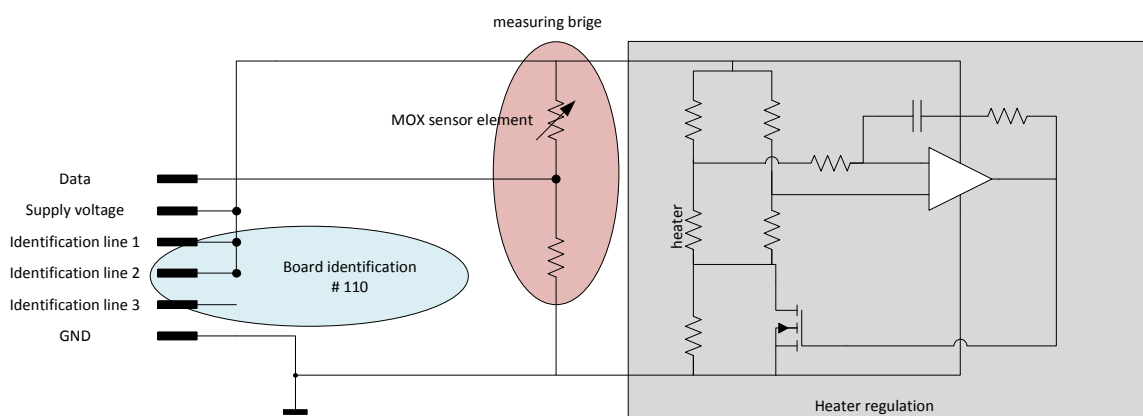 measuring brige
MOX sensor element
Data
Supply voltage
Identification line 1
Identification line 2
Identification line 3
GND
Board identification
# 110
heater
Heater regulation